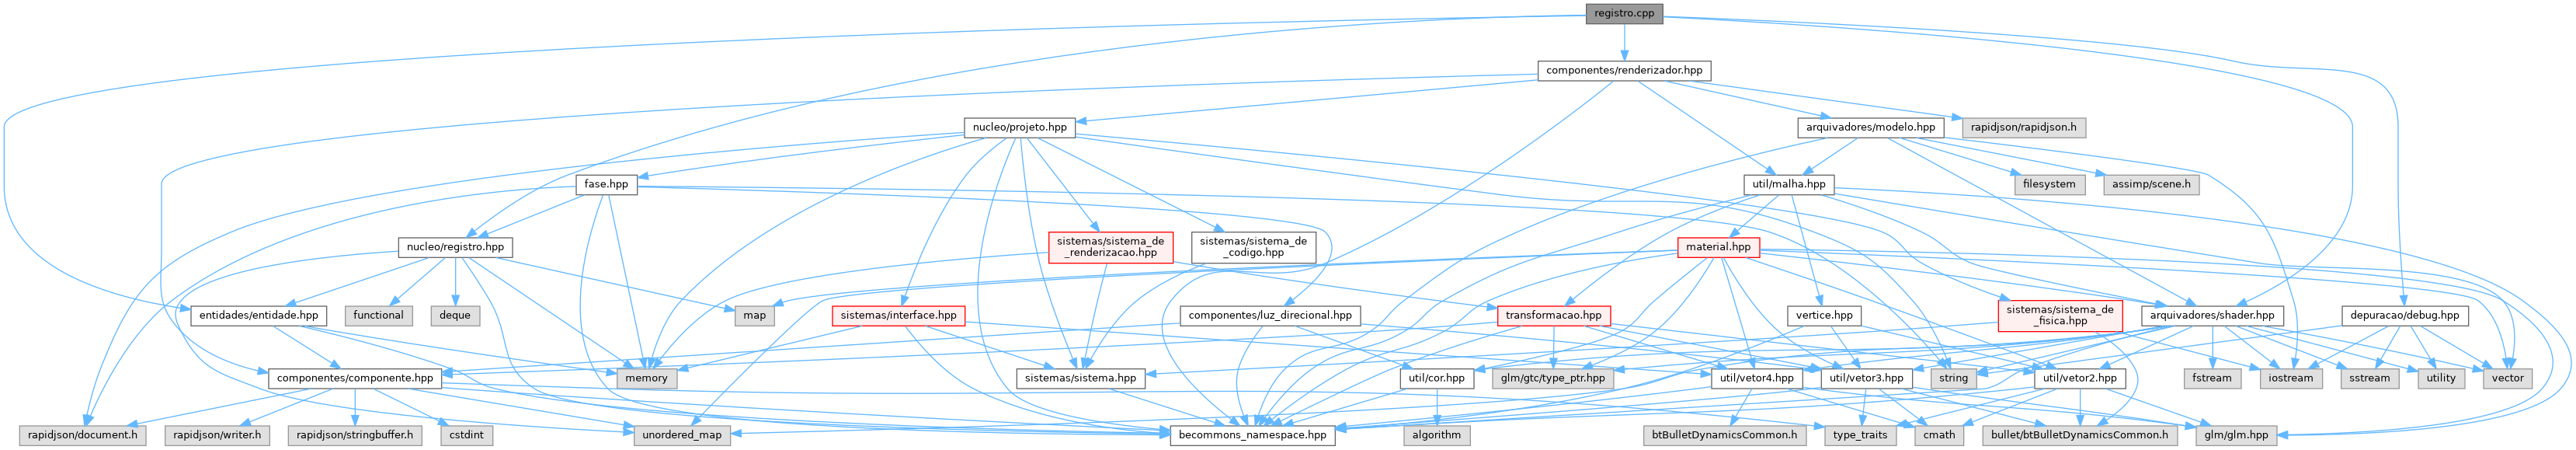 registro.cpp
componentes/renderizador.hpp
nucleo/projeto.hpp
arquivadores/modelo.hpp
rapidjson/rapidjson.h
fase.hpp
util/malha.hpp
filesystem
assimp/scene.h
nucleo/registro.hpp
sistemas/sistema_de
_renderizacao.hpp
sistemas/sistema_de
_codigo.hpp
material.hpp
entidades/entidade.hpp
functional
deque
map
sistemas/interface.hpp
componentes/luz_direcional.hpp
transformacao.hpp
vertice.hpp
sistemas/sistema_de
_fisica.hpp
arquivadores/shader.hpp
depuracao/debug.hpp
componentes/componente.hpp
memory
sistemas/sistema.hpp
util/cor.hpp
glm/gtc/type_ptr.hpp
util/vetor4.hpp
util/vetor3.hpp
string
util/vetor2.hpp
fstream
iostream
sstream
utility
vector
rapidjson/document.h
rapidjson/writer.h
rapidjson/stringbuffer.h
cstdint
unordered_map
becommons_namespace.hpp
algorithm
btBulletDynamicsCommon.h
type_traits
cmath
bullet/btBulletDynamicsCommon.h
glm/glm.hpp